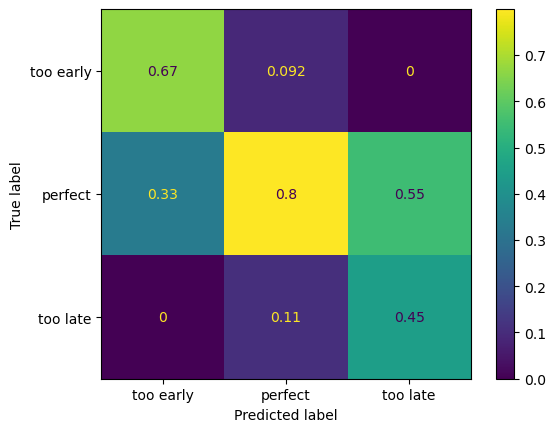 too early
0.67
0.092
0
perfect
0.33
0.8
0.55
too late
0
0.11
0.45
too early
perfect
too late
Predicted label
True label
0.7
0.6
0.5
0.4
0.3
0.2
0.1
0.0